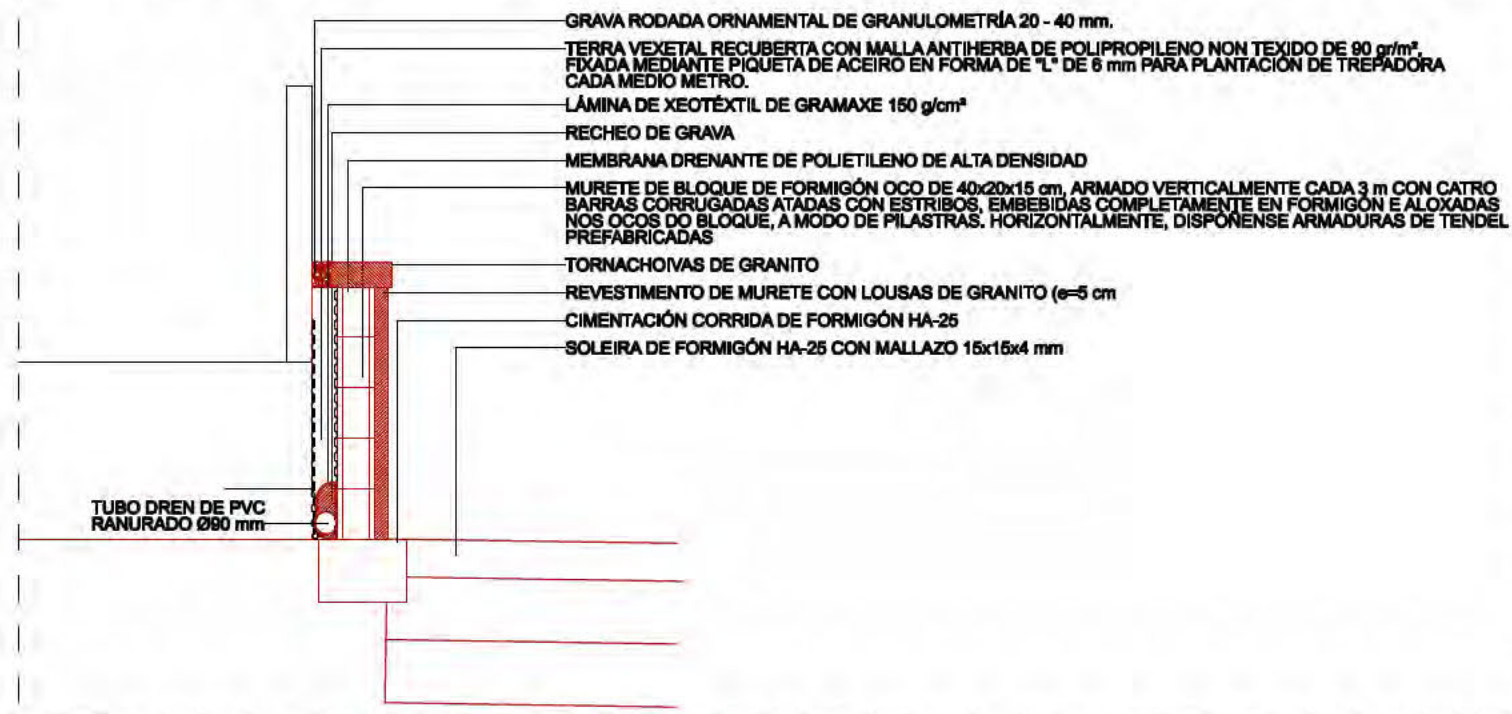 GRAVA RODADA ORNAMENTAL DE GRANULOMETRÍA 20 - 40 mm.
TERRA VEXETAL RECUBERTA CON MALLA ANTIHERBA DE POLIPROPILENO NON TEXIDO DE 90 gr/m²,
FIXADA MEDIANTE PIQUETA DE ACEIRO EN FORMA DE "L" DE 6 mm PARA PLANTACIÓN DE TREPADORA
CADA MEDIO METRO.
LÁMINA DE XEOTÉXTIL DE GRAMAXE 150 g/cm²
RECHEO DE GRAVA
MEMBRANA DRENANTE DE POLIETILENO DE ALTA DENSIDAD
MURETE DE BLOQUE DE FORMIGÓN OCO DE 40x20x15 cm, ARMADO VERTICALMENTE CADA 3 m CON CATRO
BARRAS CORRUGADAS ATADAS CON ESTRIBOS, EMBEBIDAS COMPLETAMENTE EN FORMIGÓN E ALOXADAS
NOS OCOS DO BLOQUE, A MODO DE PILASTRAS. HORIZONTALMENTE, DISPÓÑENSE ARMADURAS DE TENDEL
PREFABRICADAS
TORNACHOIVAS DE GRANITO
REVESTIMENTO DE MURETE CON LOUSAS DE GRANITO (e=5 cm
CIMENTACIÓN CORRIDA DE FORMIGÓN HA-25
SOLEIRA DE FORMIGÓN HA-25 CON MALLAZO 15x15x4 mm
TUBO DREN DE PVC
RANURADO Ø90 mm